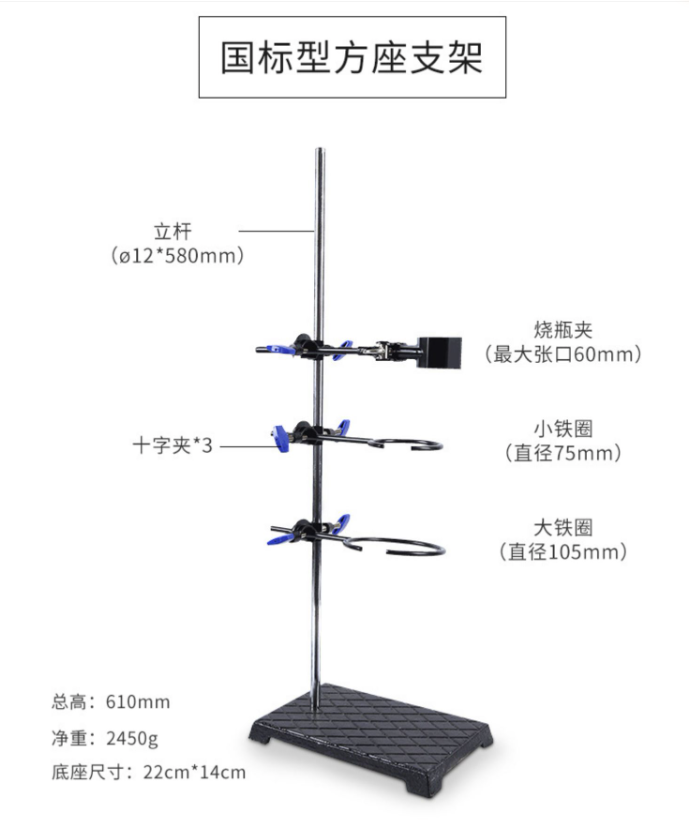 国标型方座支架
立杆
（ø12*580mm）
烧瓶夹
（最大张口60mm）
十字夹*3
小铁圈
（直径75mm）
大铁圈
（直径105mm）
总高：610mm
净重：2450g
底座尺寸：22cm*14cm